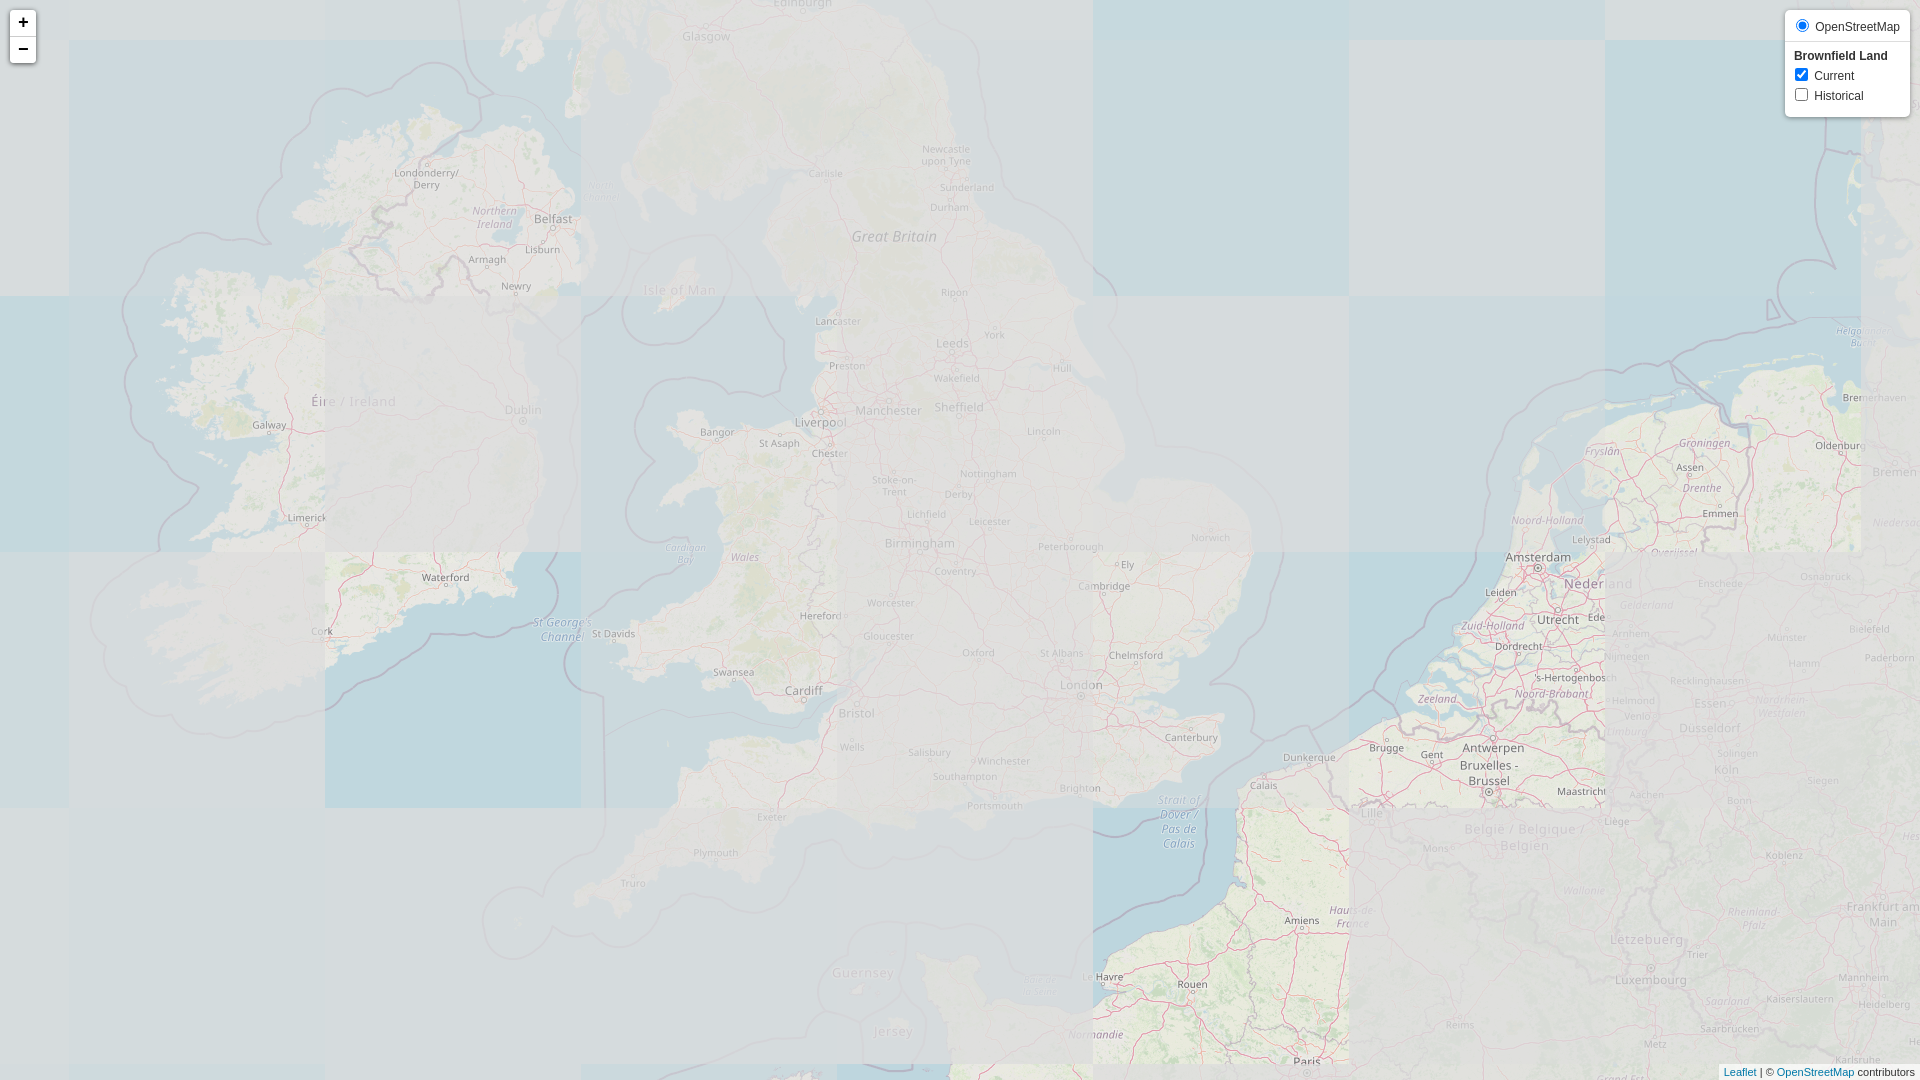 +
−
OpenStreetMap
Brownfield Land
Current
Historical
Edinburgh
Glasgow
Londonderry/
Derry
Northern
Ireland
Belfast
Lisburn
Armagh
Newry
Newcastle
upon Tyne
Carlisle
Sunderland
Durham
Great Britain
Isle of Man
Ripon
Lancaster
York
Leeds
Preston
Hull
Wakefield
Éire / Ireland
Dublin
Manchester
Sheffield
Liverpool
Galway
Bangor
Lincoln
St Asaph
Chester
Limerick
Stoke-on-
Trent
Nottingham
Derby
Lichfield
Leicester
Birmingham
Peterborough
Norwich
Cardigan
Bay
Wales
Coventry
Ely
Cambridge
Waterford
Worcester
Hereford
St George's
Channel
St Davids
Cork
Gloucester
Oxford
St Albans
Chelmsford
Swansea
Cardiff
London
Bristol
Canterbury
Wells
Salisbury
Winchester
Southampton
Brighton
Portsmouth
Exeter
Plymouth
Truro
Strait of
Dover /
Pas de
Calais
Dunkerque
Calais
Guernsey
Jersey
Le Havre
Rouen
Amiens
Hauts-de-
France
Normandie
Paris
Reims
Metz
Bremerhaven
Oldenburg
Bremen
Groningen
Fryslân
Assen
Drenthe
Emmen
Noord-Holland
Lelystad
Overijssel
Amsterdam
Nederland
Enschede
Osnabrück
Leiden
Gelderland
Utrecht
Ede
Arnhem
Zuid-Holland
Münster
Bielefeld
Dordrecht
Nijmegen
Hamm
Paderborn
's-Hertogenbosch
Recklinghausen
Zeeland
Noord-Brabant
Helmond
Essen
Nordrhein-
Westfalen
Venlo
Düsseldorf
Limburg
Brugge
Gent
Antwerpen
Solingen
Bruxelles -
Brussel
Köln
Siegen
Maastricht
Aachen
Bonn
Lille
Liège
België / Belgique /
Belgien
Mons
Koblenz
Wallonie
Rheinland-
Pfalz
Frankfurt am
Main
Lëtzebuerg
Trier
Luxembourg
Mannheim
Saarland
Kaiserslautern
Heidelberg
Saarbrücken
Karlsruhe
Grand Est
Leaflet | © OpenStreetMap contributors